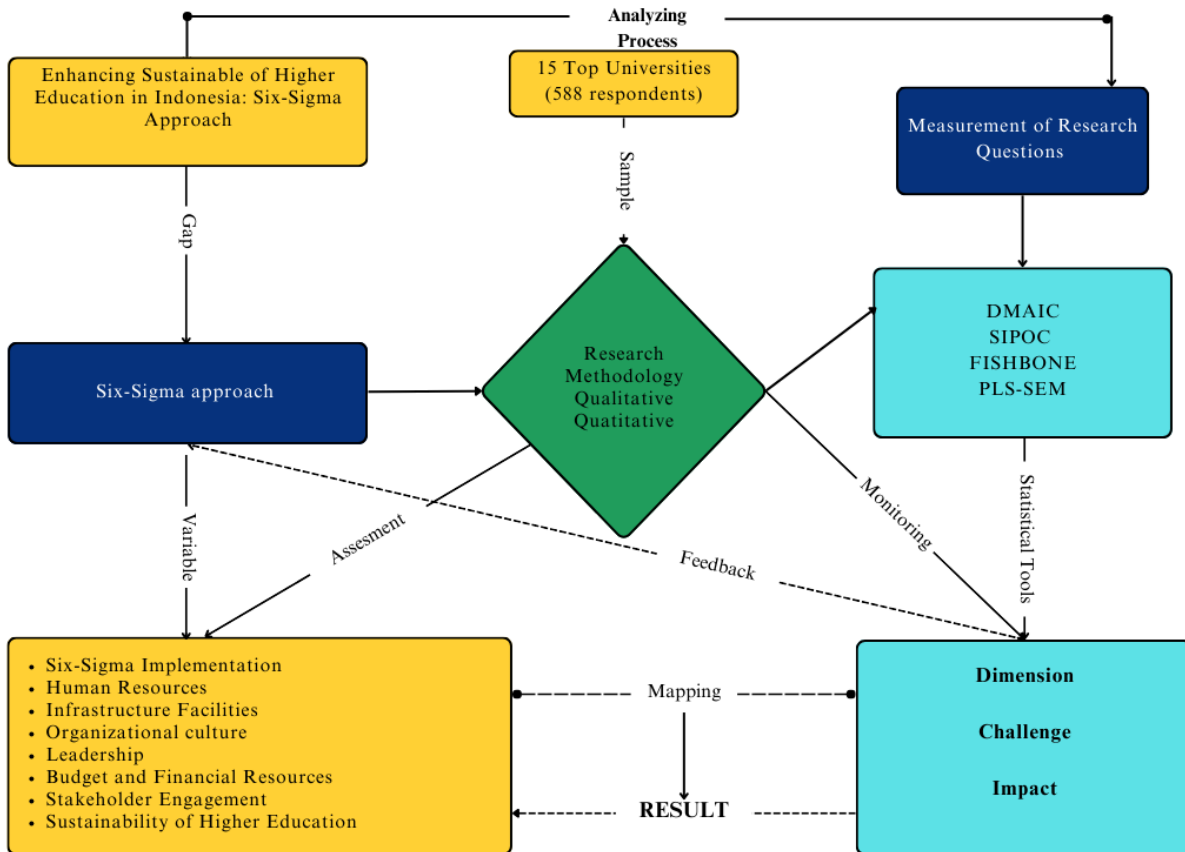 Analyzing
Process
Enhancing Sustainable of Higher
Education in Indonesia: Six-Sigma
Approach
15 Top Universities
(588 respondents)
Measurement of Research
Questions
Gap
Sample
DMAIC
SIPOC
FISHBONE
PLS-SEM
Six-Sigma approach
Research
Methodology
Qualitative
Quatitative
Variable
Assesment
Feedback
Monitoring
Statistical Tools
• Six-Sigma Implementation
• Human Resources
• Infrastructure Facilities
• Organizational culture
• Leadership
• Budget and Financial Resources
• Stakeholder Engagement
• Sustainability of Higher Education
Mapping
RESULT
Dimension
Challenge
Impact